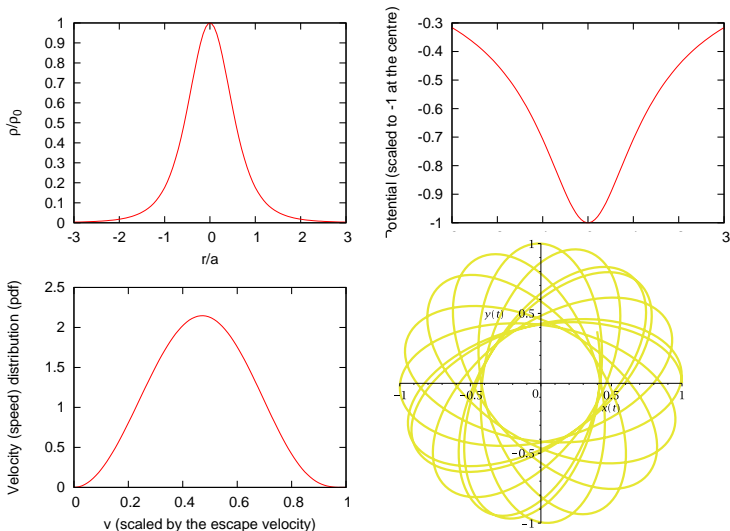 ρ/ρ0
1
0.9
0.8
0.7
0.6
0.5
0.4
0.3
0.2
0.1
0
-3 -2 -1 0 1 2 3
r/a
Potential (scaled to -1 at the centre)
-0.3
-0.4
-0.5
-0.6
-0.7
-0.8
-0.9
-1
3
Velocity (speed) distribution (pdf)
2.5
2
1.5
1
0.5
0
0 0.2 0.4 0.6 0.8 1
v (scaled by the escape velocity)
1
y(t) 0.5
−1 −0.5 0 0.5 1
x(t)
−0.5
−1